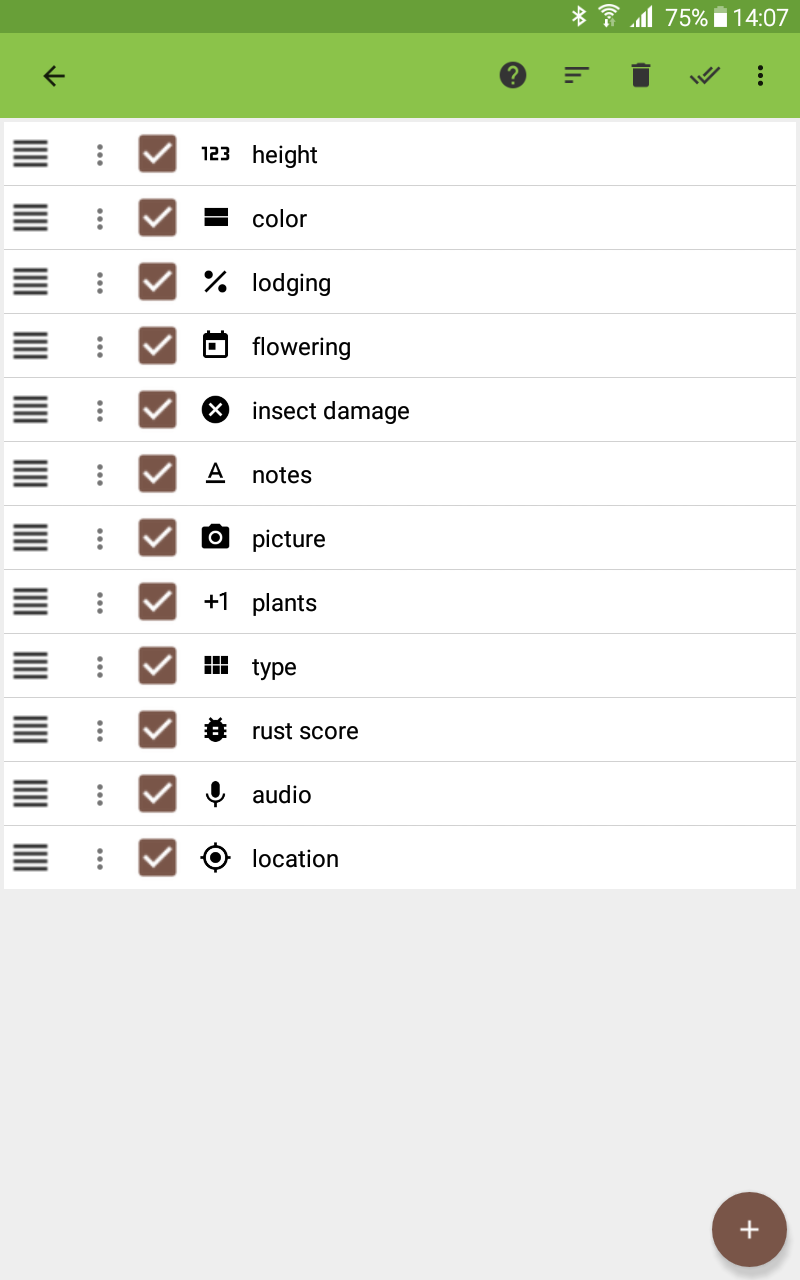 75% 14:07
123 height
color
% lodging
flowering
insect damage
A notes
picture
+1 plants
type
rust score
audio
location